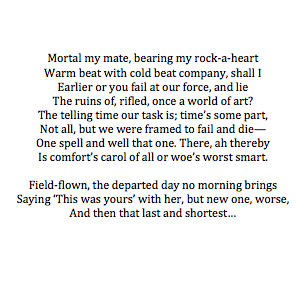 Mortal my mate, bearing my rock-a-heart
Warm beat with cold beat company, shall I
Earlier or you fail at our force, and lie
The ruins of, rifled, once a world of art?
The telling time our task is; time's some part,
Not all, but we were framed to fail and die—
One spell and well that one. There, ah thereby
Is comfort's carol of all or woe's worst smart.

Field-flown, the departed day no morning brings
Saying 'This was yours' with her, but new one, worse,
And then that last and shortest...